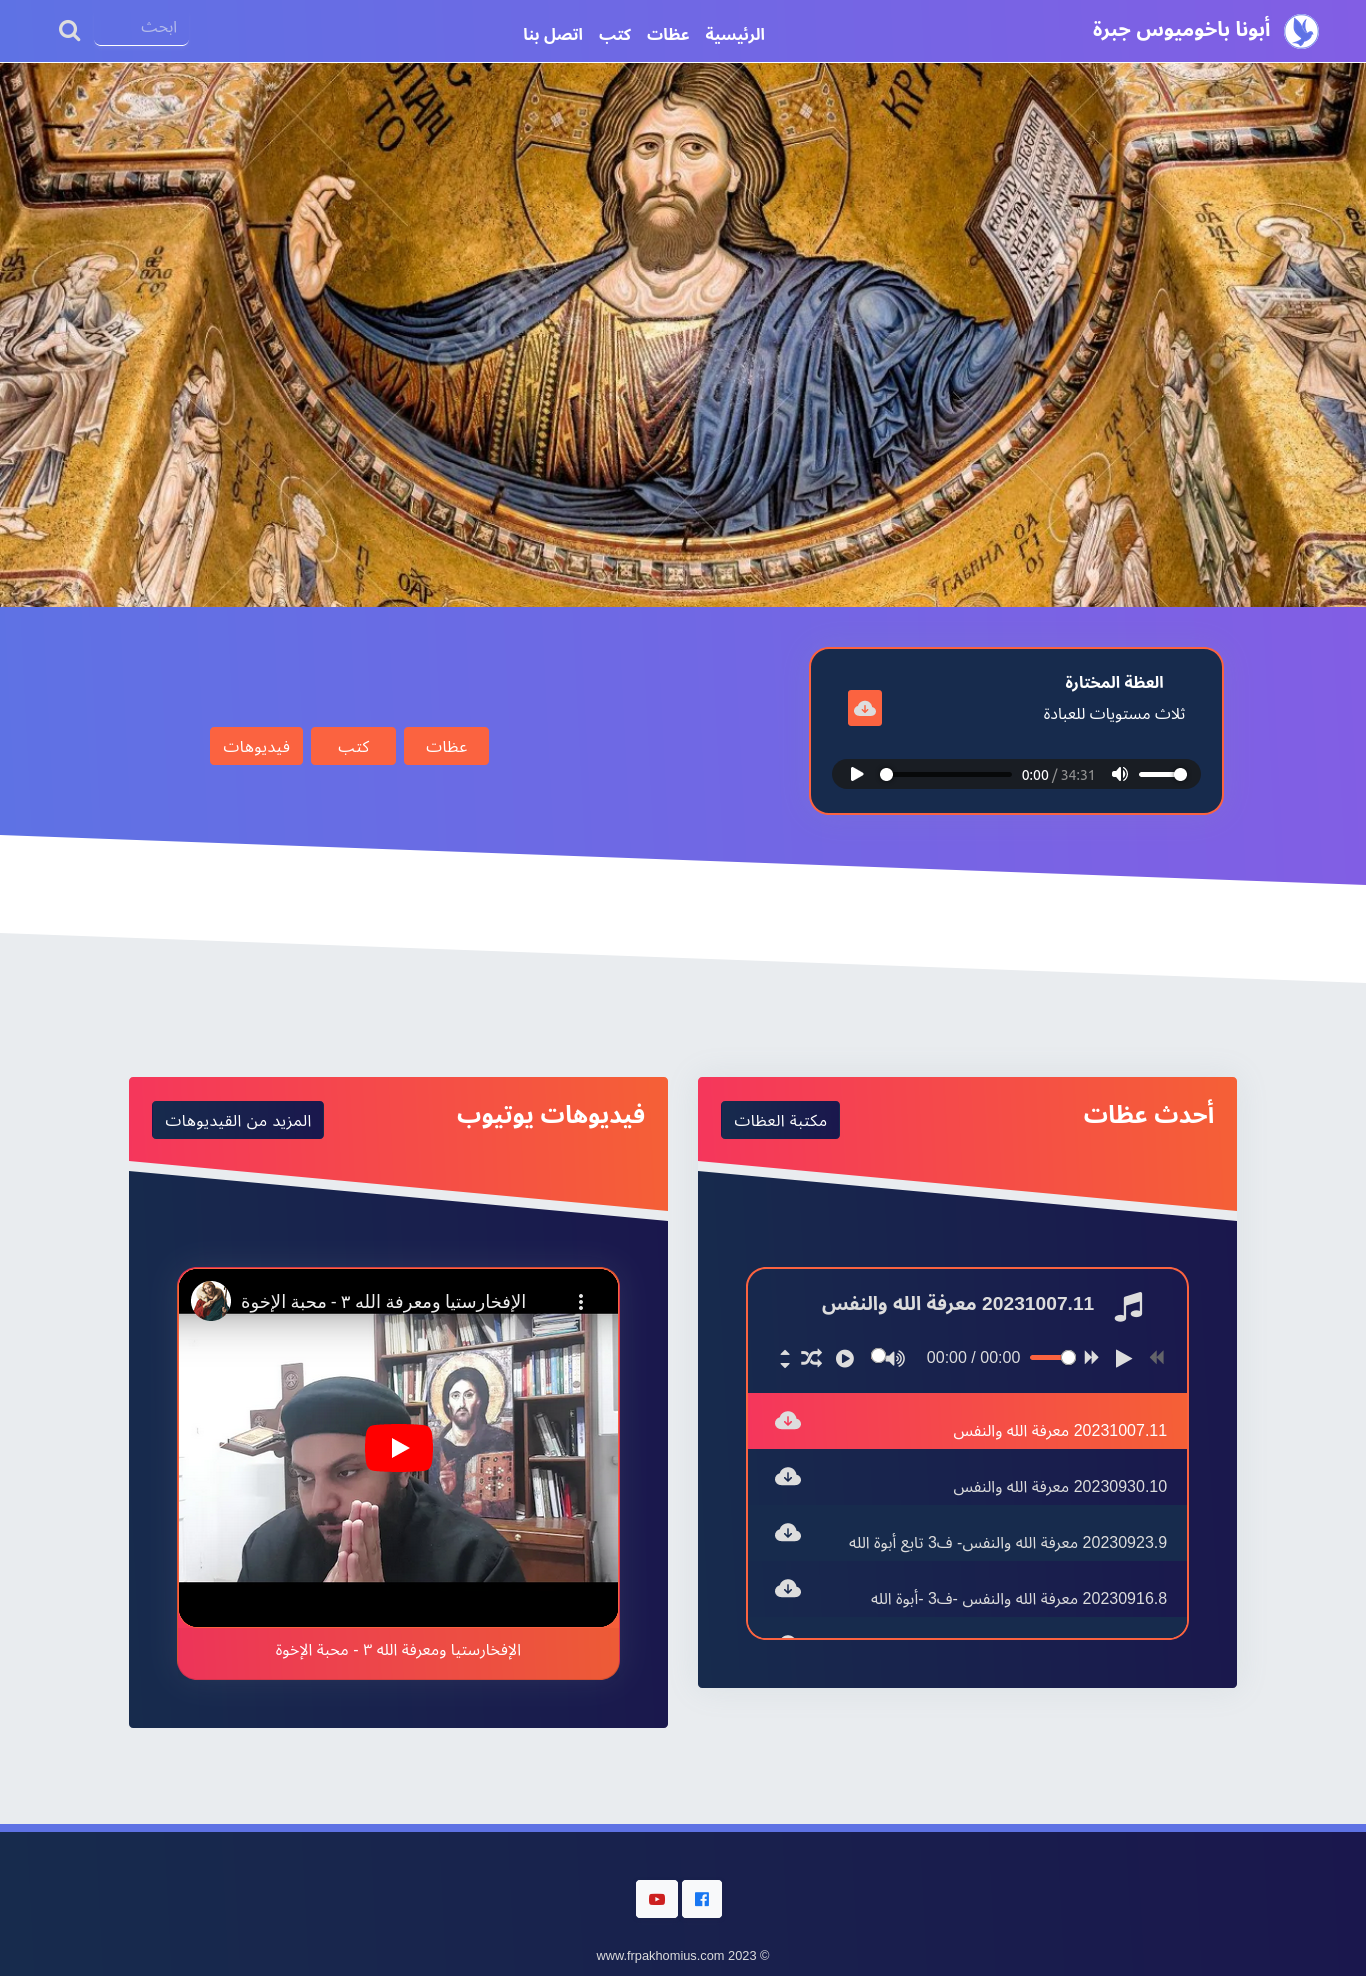 أبونا باخوميوس جبرة
الرئيسية عظات كتب اتصل بنا
ابحث
العظة المختارة
ثلاث مستويات للعبادة
0:00 / 34:31
عظات
كتب
فيديوهات
أحدث عظات
مكتبة العظات
20231007.11 معرفة الله والنفس
00:00 / 00:00
20231007.11 معرفة الله والنفس
20230930.10 معرفة الله والنفس
20230923.9 معرفة الله والنفس- ف3 تابع أبوة الله
20230916.8 معرفة الله والنفس -ف3 -أبوة الله
فيديوهات يوتيوب
المزيد من القيديوهات
الإفخارستيا ومعرفة الله ٣ - محبة الإخوة
الإفخارستيا ومعرفة الله ٣ - محبة الإخوة
© 2023 www.frpakhomius.com